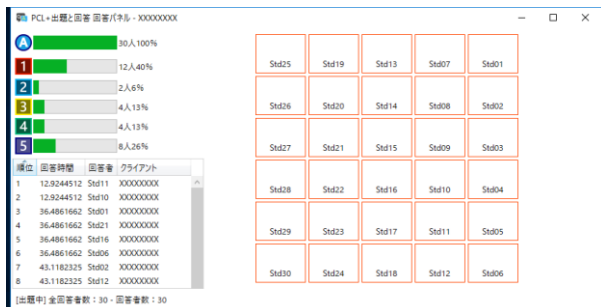 PCL+出題と回答 回答パネル - XXXXXXXX
A 30人100%
1 12人40%
2 2人6%
3 4人13%
4 4人13%
5 8人26%
順位 回答時間 回答者 クライアント
1 12.9244512 Std11 XXXXXXXX
2 12.9244512 Std10 XXXXXXXX
3 36.4861662 Std01 XXXXXXXX
4 36.4861662 Std21 XXXXXXXX
5 36.4861662 Std16 XXXXXXXX
6 36.4861662 Std06 XXXXXXXX
7 43.1182325 Std02 XXXXXXXX
8 43.1182325 Std12 XXXXXXXX
[出題中] 全回答者数：30 - 回答者数：30
Std25 Std19 Std13 Std07 Std01
Std26 Std20 Std14 Std08 Std02
Std27 Std21 Std15 Std09 Std03
Std28 Std22 Std16 Std10 Std04
Std29 Std23 Std17 Std11 Std05
Std30 Std24 Std18 Std12 Std06